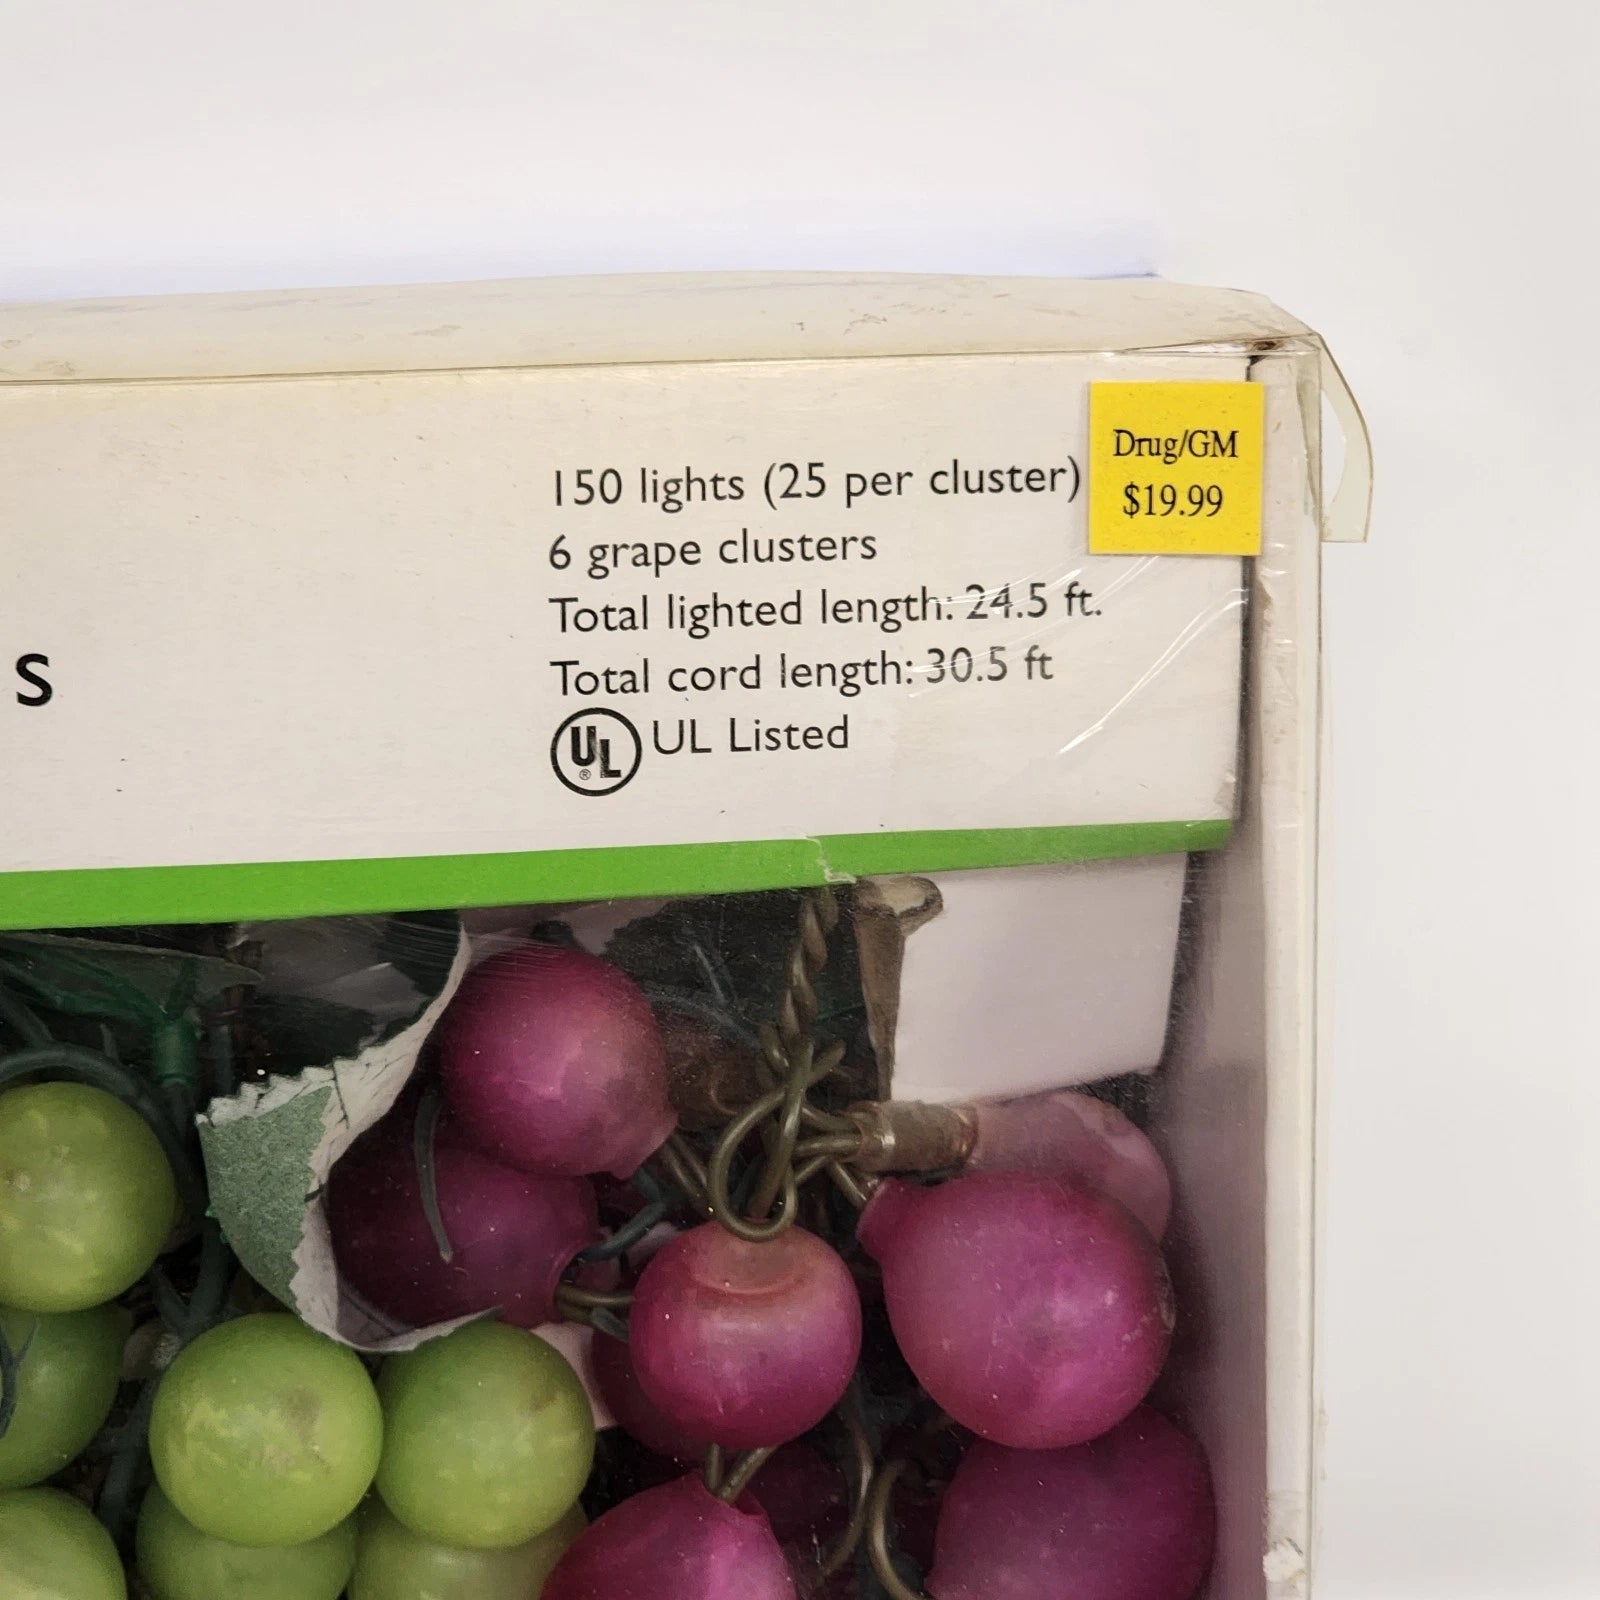 Drug/GM
$19.99
150 lights (25 per cluster)
6 grape clusters
Total lighted length: 24.5 ft.
Total cord length: 30.5 ft
UL® UL Listed
s